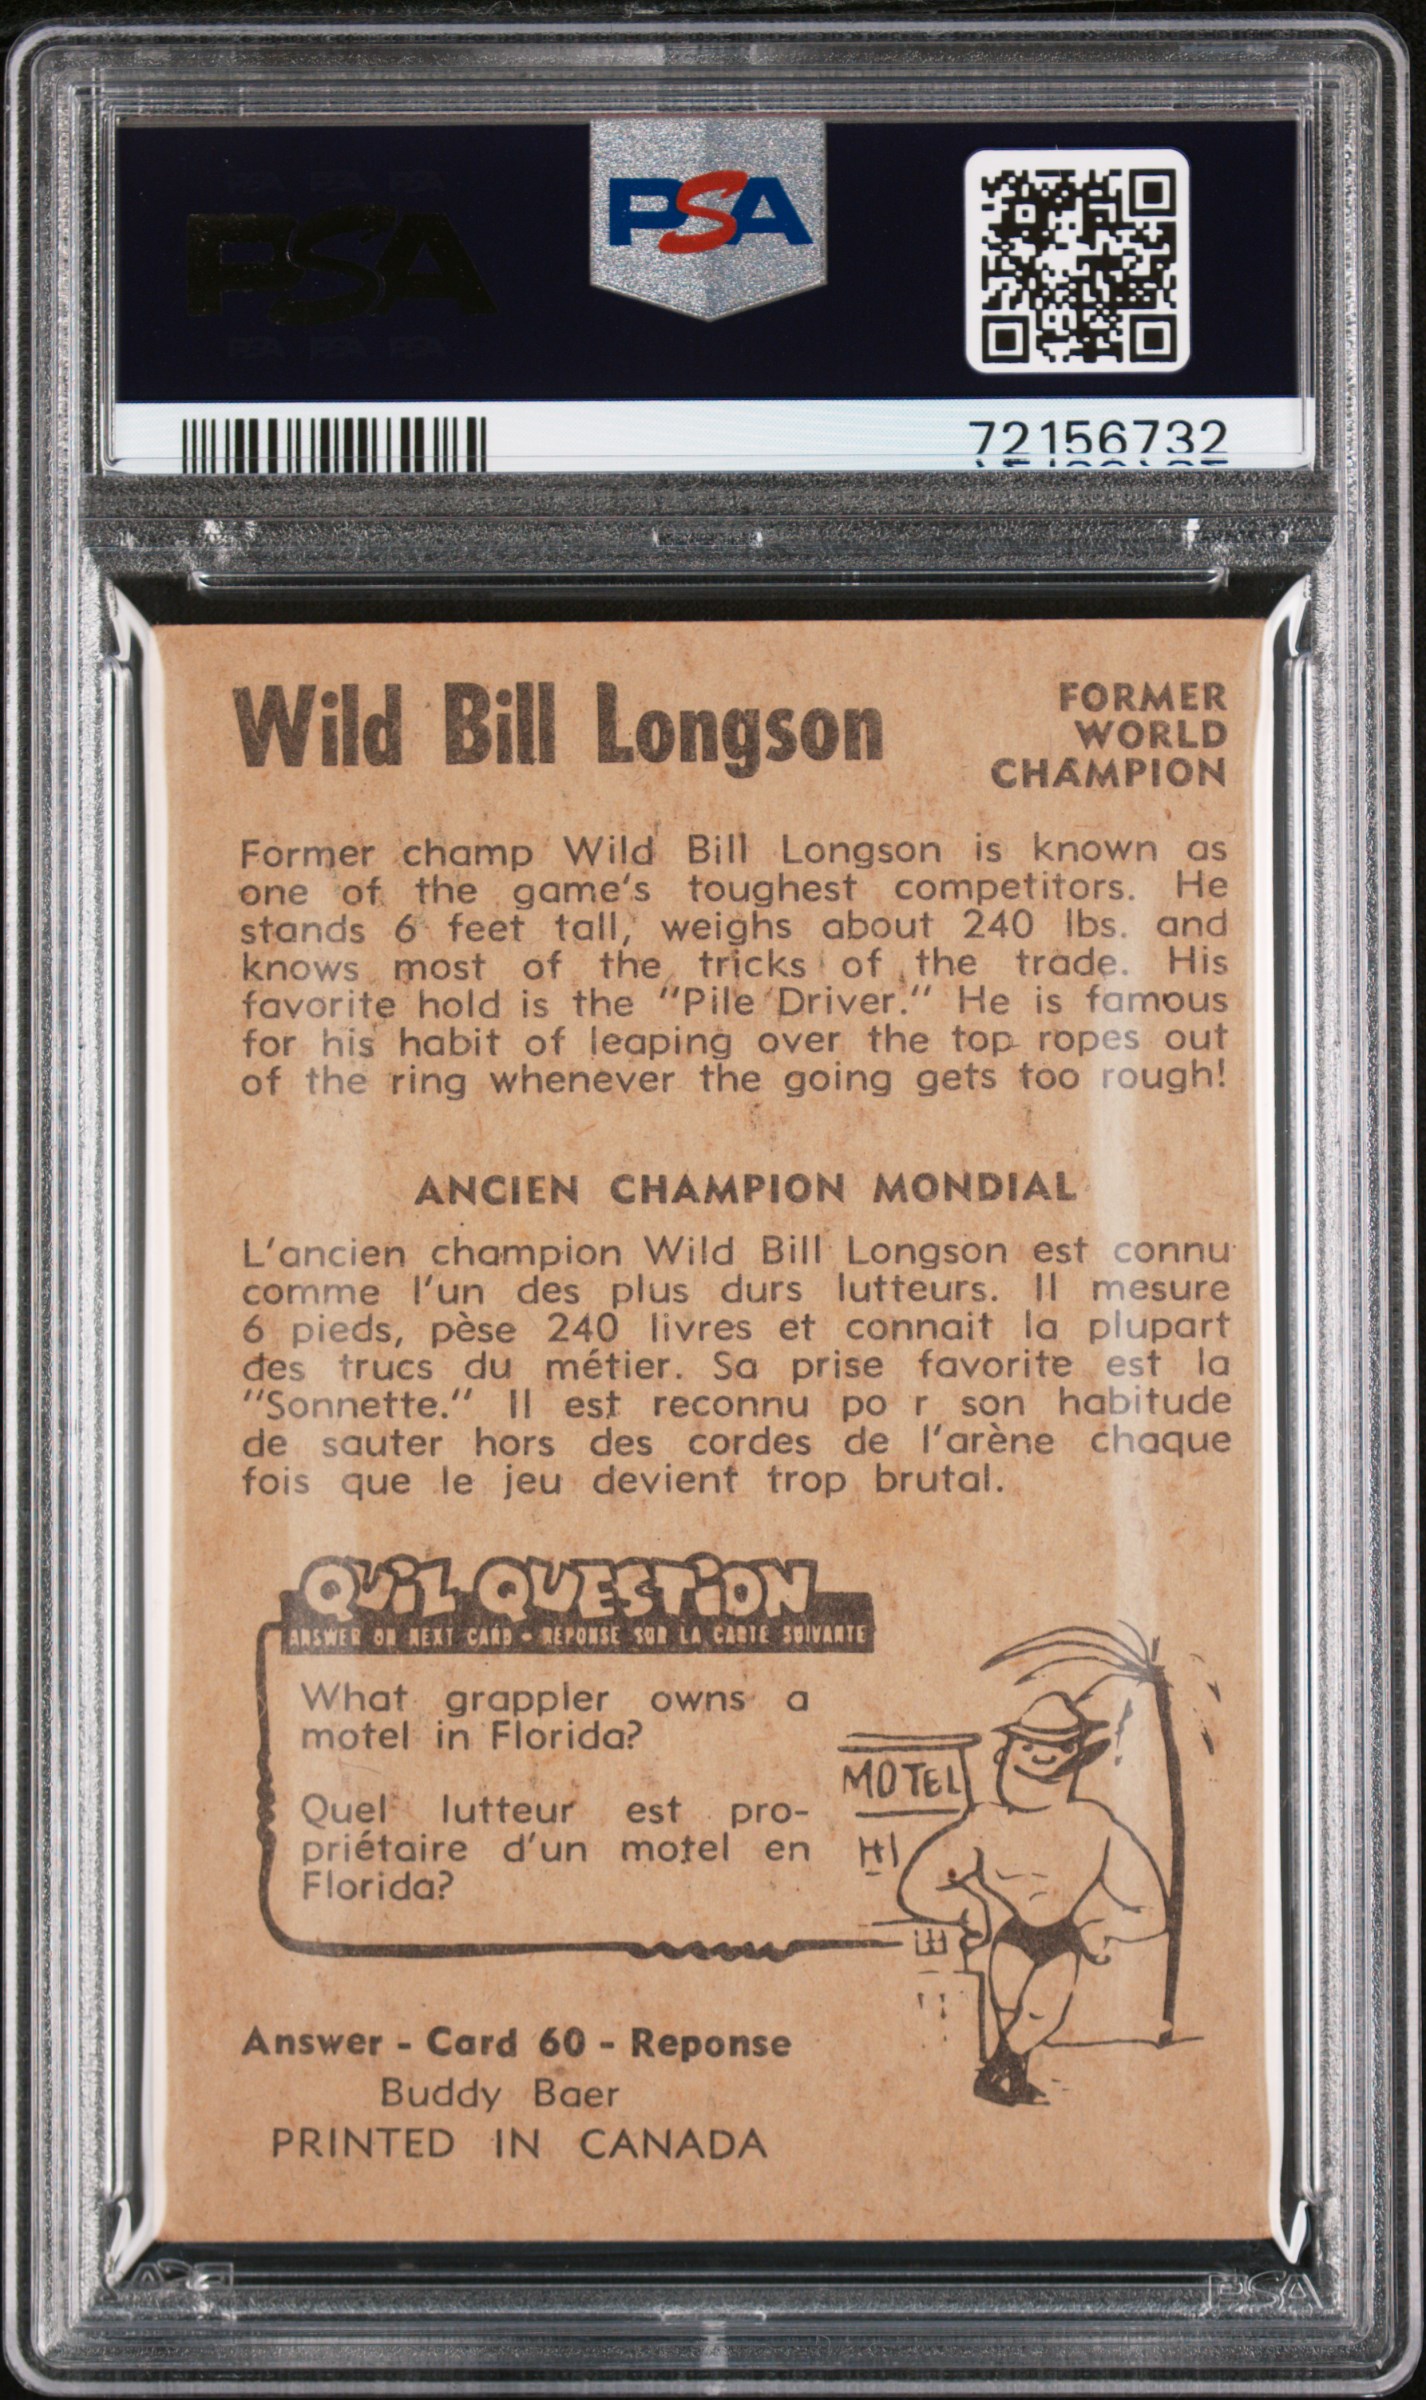 PSA
PSA
72156732
Wild Bill Longson
FORMER
WORLD
CHAMPION
Former champ Wild Bill Longson is known as
one of the game's toughest competitors. He
stands 6 feet tall, weighs about 240 lbs. and
knows most of the tricks of the trade. His
favorite hold is the "Pile Driver." He is famous
for his habit of leaping over the top ropes out
of the ring whenever the going gets too rough!
ANCIEN CHAMPION MONDIAL
L'ancien champion Wild Bill Longson est connu
comme l'un des plus durs lutteurs. Il mesure
6 pieds, pèse 240 livres et connait la plupart
des trucs du métier. Sa prise favorite est la
"Sonnette." Il est reconnu po r son habitude
de sauter hors des cordes de l'arène chaque
fois que le jeu devient trop brutal.
QUIZ-QUESTION
ANSWER ON NEXT CARD - REPONSE SUR LA CARTE SUIVANTE
What grappler owns a
motel in Florida?
Quel lutteur est pro-
priétaire d'un motel en
Florida?
MOTEL
Answer - Card 60 - Reponse
Buddy Baer
PRINTED IN CANADA
PSA